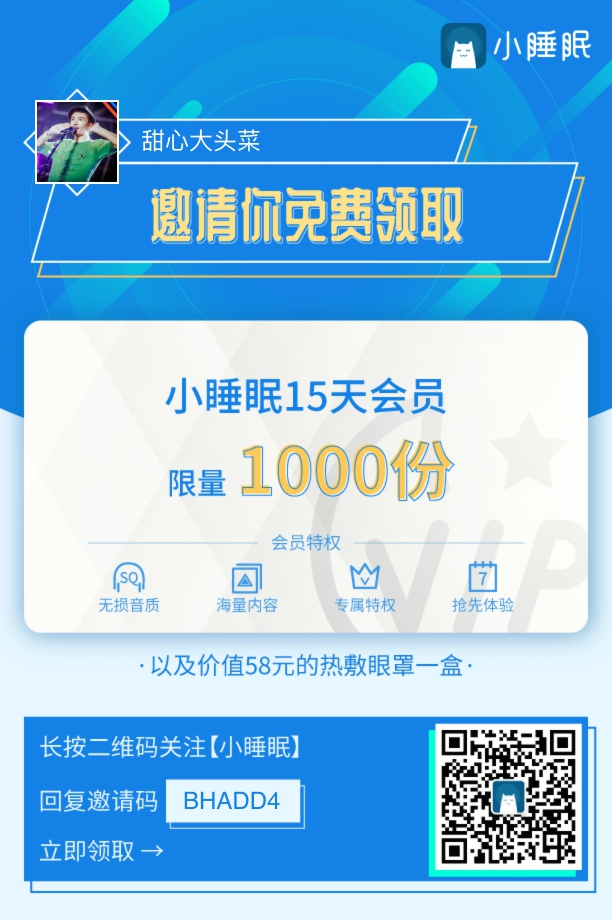 小睡眠
甜心大头菜
邀请你免费领取
小睡眠15天会员
限量 1000份
会员特权
SQ 7
无损音质 海量内容 专属特权 抢先体验
VIP
·以及价值58元的热敷眼罩一盒·
长按二维码关注【小睡眠】
回复邀请码 BHADD4
立即领取 →